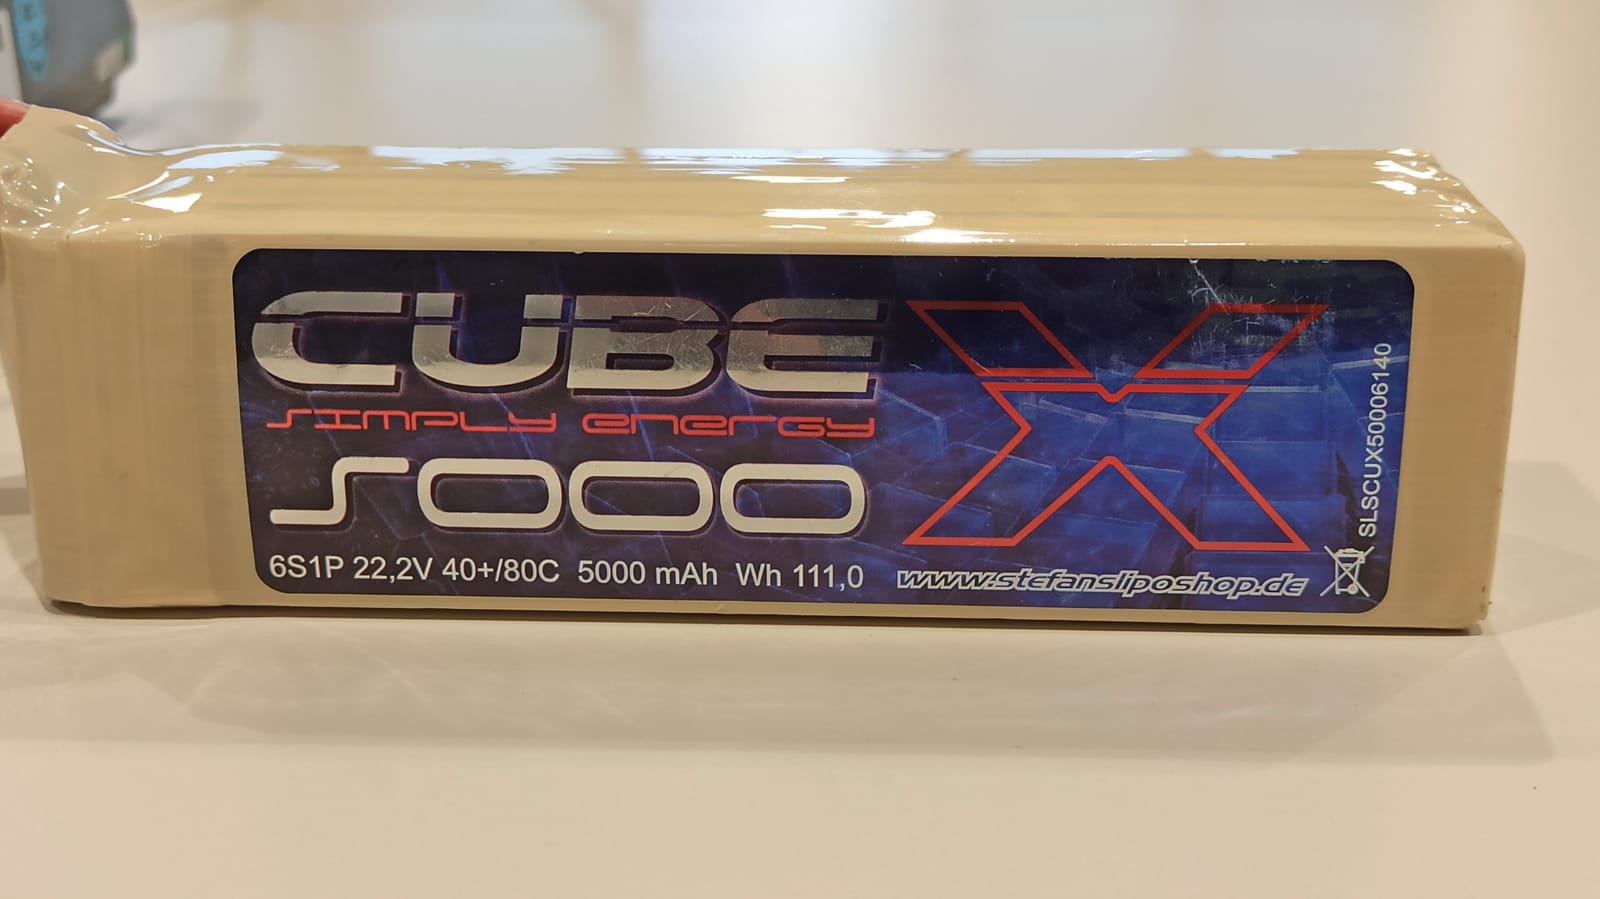 CUBE
SIMPLY ENERGY
5000
6S1P 22,2V 40+/80C 5000 mAh Wh 111,0
X
www.stefansliposhop.de
SLSCUX50006140